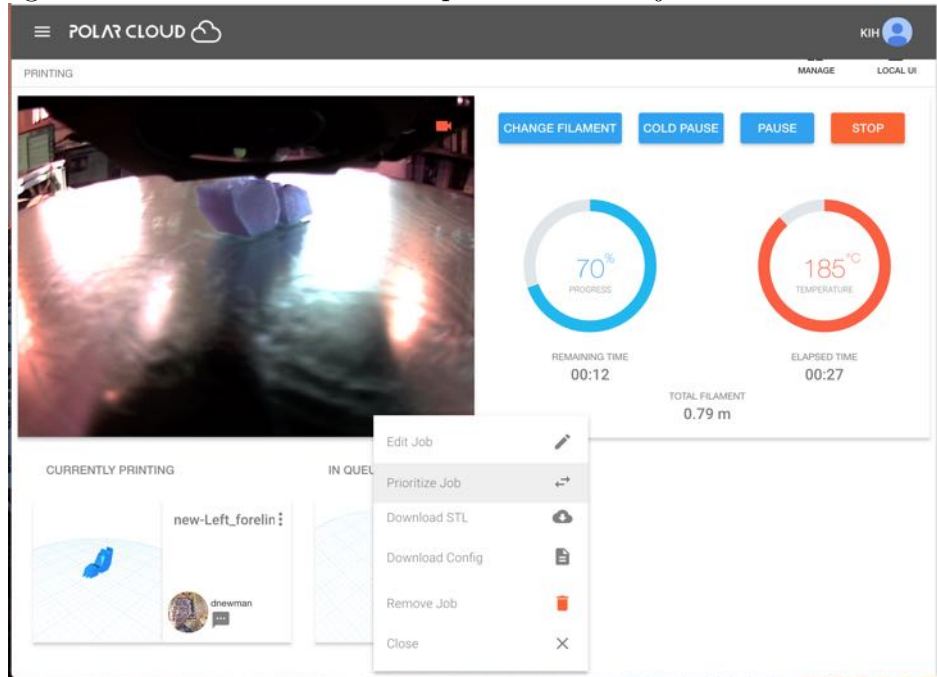 POLAR CLOUD
KIH
PRINTING
MANAGE
LOCAL UI
CHANGE FILAMENT
COLD PAUSE
PAUSE
STOP
70%
PROGRESS
185°C
TEMPERATURE
REMAINING TIME
00:12
ELAPSED TIME
00:27
TOTAL FILAMENT
0.79 m
CURRENTLY PRINTING
IN QUEU
new-Left_forelin
dnewman
Edit Job
Prioritize Job
Download STL
Download Config
Remove Job
Close